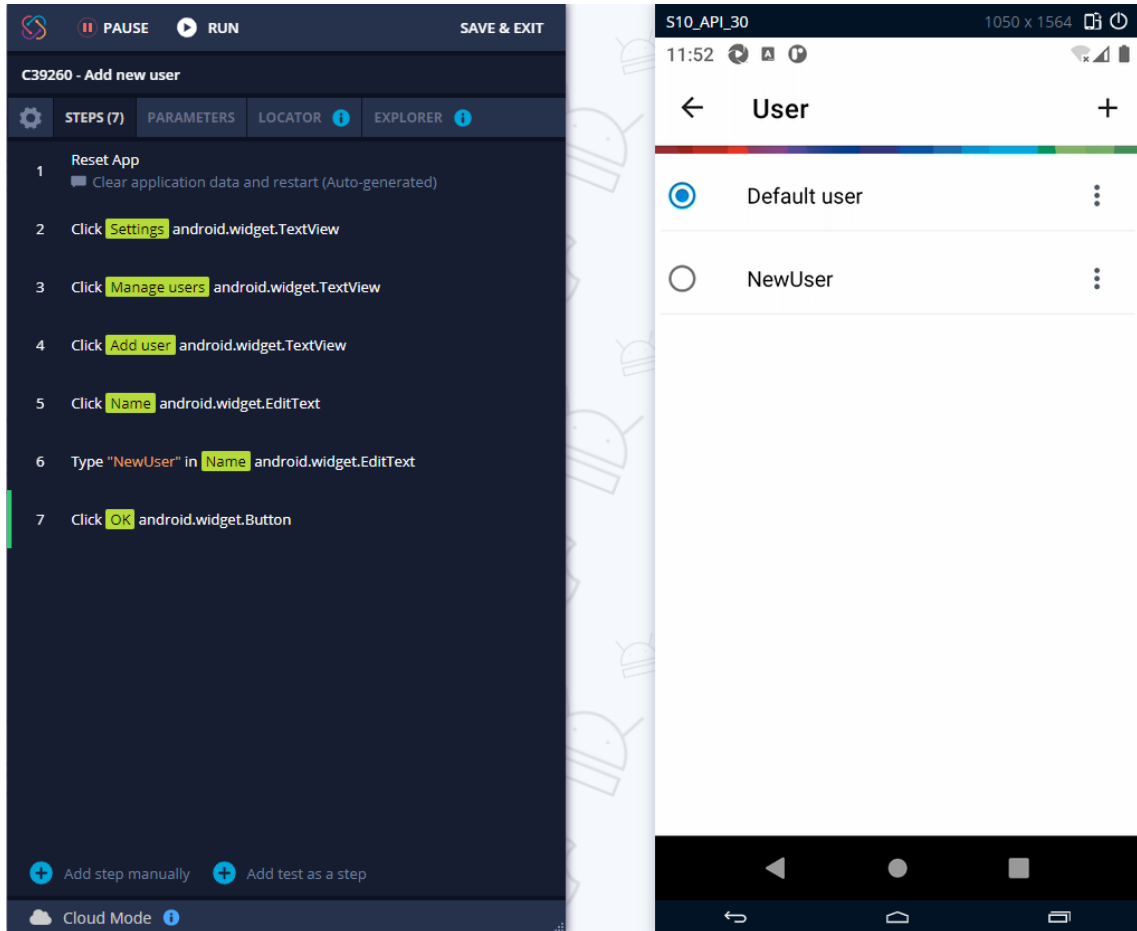 PAUSE RUN SAVE & EXIT
C39260 - Add new user
STEPS (7) PARAMETERS LOCATOR i EXPLORER i
1 Reset App
Clear application data and restart (Auto-generated)
2 Click Settings android.widget.TextView
3 Click Manage users android.widget.TextView
4 Click Add user android.widget.TextView
5 Click Name android.widget.EditText
6 Type "NewUser" in Name android.widget.EditText
7 Click OK android.widget.Button
Add step manually Add test as a step
Cloud Mode i
S10_API_30 1050 x 1564
11:52
User
Default user
NewUser